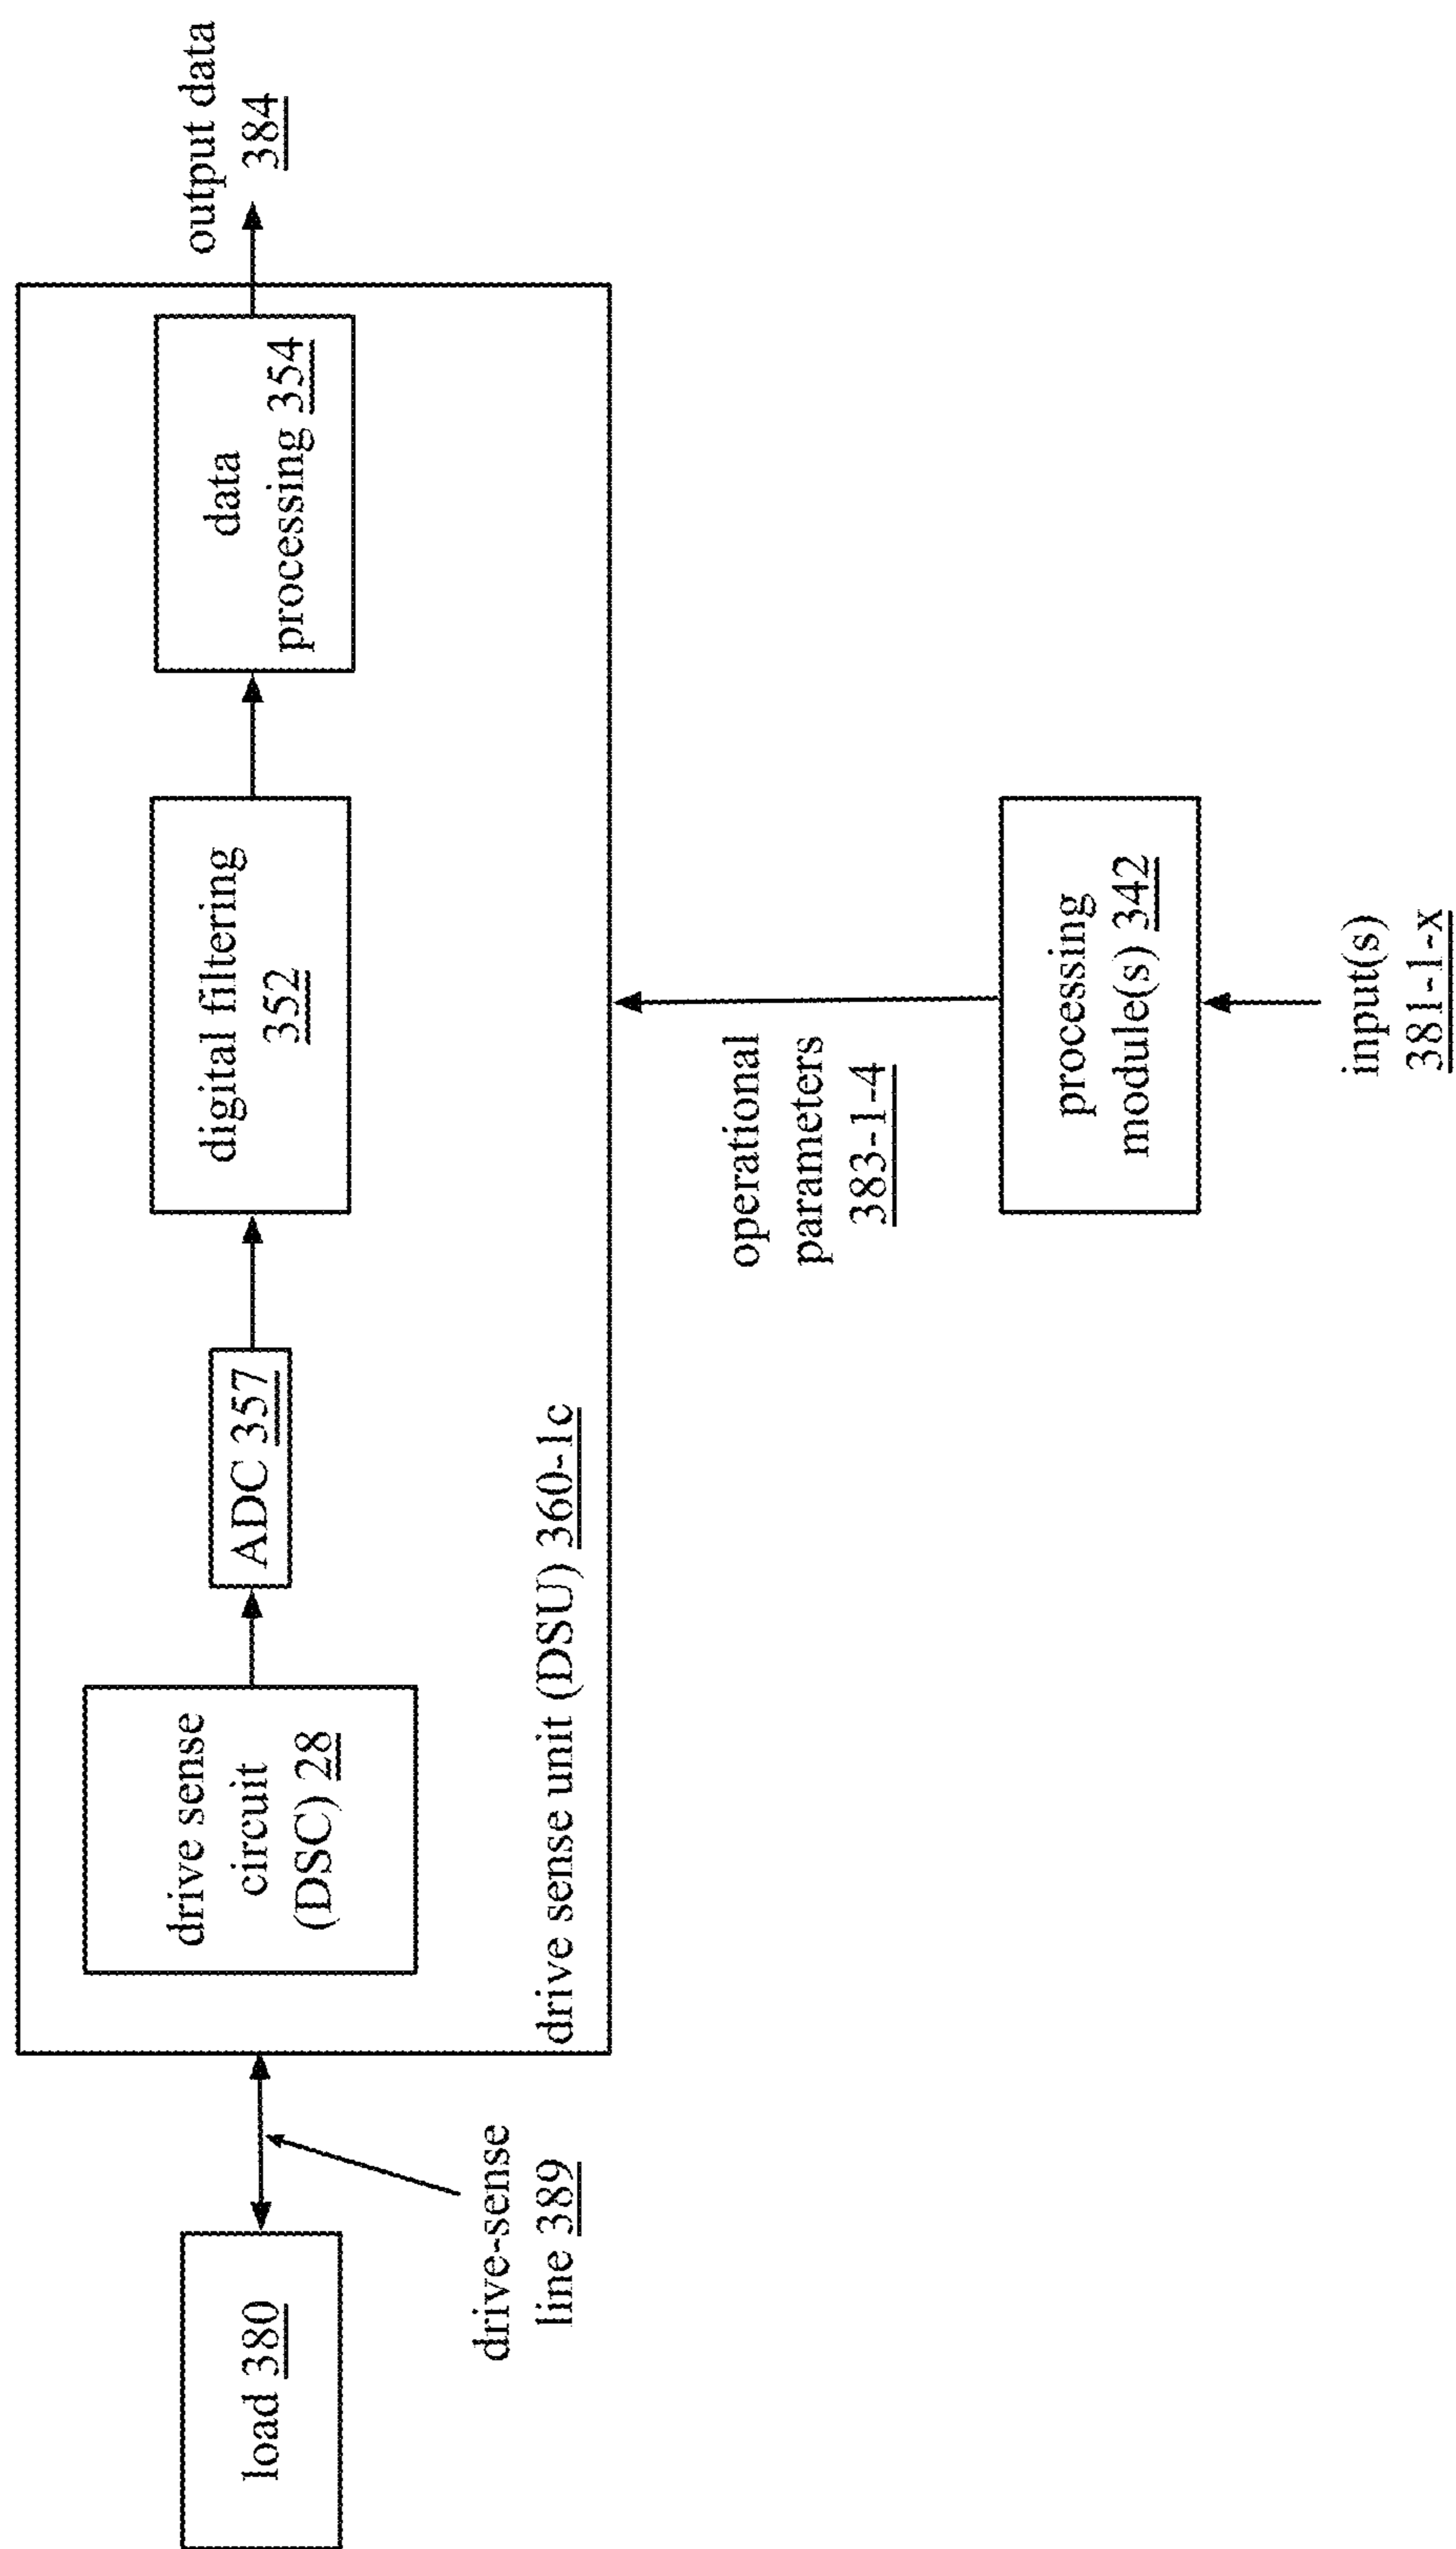 load 380
drive-sense
line 389
drive sense
circuit
(DSC) 28
ADC 357
digital filtering
352
data
processing 354
output data
384
drive sense unit (DSU) 360-1c
operational
parameters
383-1-4
processing
module(s) 342
input(s)
381-1-x